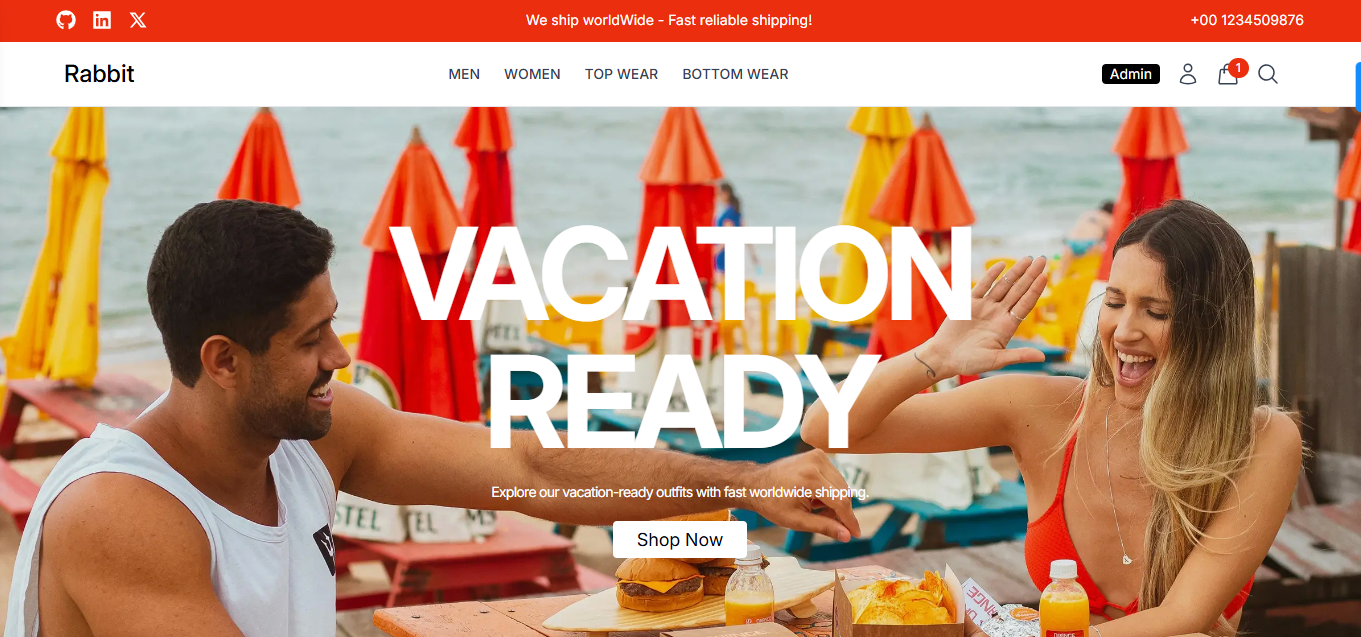 We ship worldWide - Fast reliable shipping!
+00 1234509876
Rabbit
MEN
WOMEN
TOP WEAR
BOTTOM WEAR
Admin
1
VACATION
READY
Explore our vacation-ready outfits with fast worldwide shipping.
Shop Now